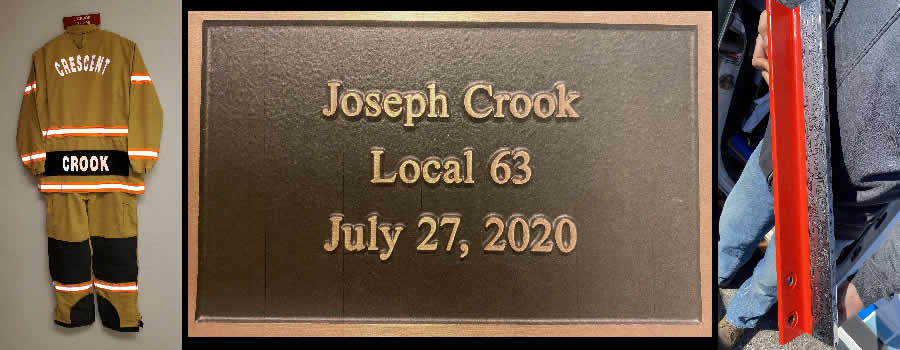 CRESCENT
CROOK
Joseph Crook
Local 63
July 27, 2020